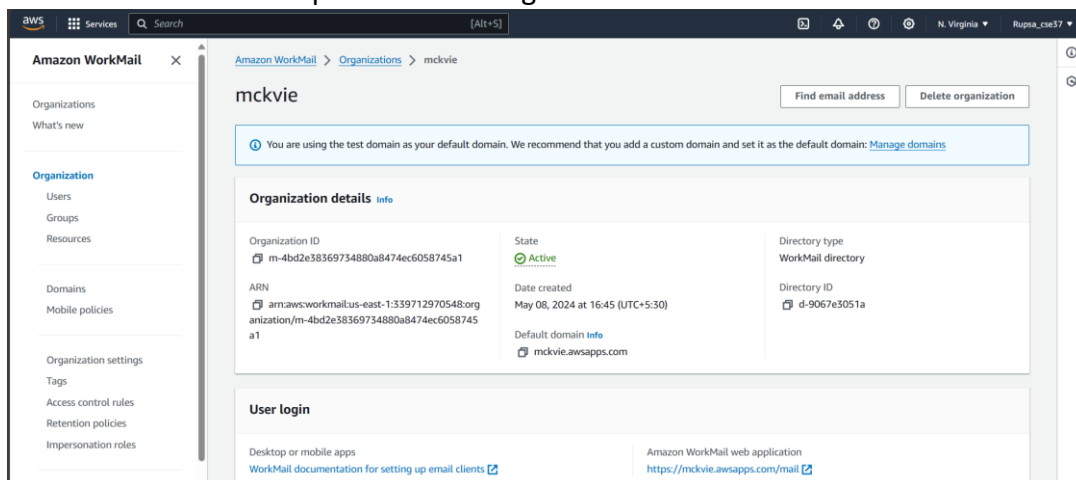 aws Services Search [Alt+S] N. Virginia Rupsa_cse37
Amazon WorkMail
Organizations
What's new
Organization
Users
Groups
Resources
Domains
Mobile policies
Organization settings
Tags
Access control rules
Retention policies
Impersonation roles
Amazon WorkMail > Organizations > mckvie
mckvie
Find email address
Delete organization
You are using the test domain as your default domain. We recommend that you add a custom domain and set it as the default domain: Manage domains
Organization details Info
Organization ID
m-4bd2e38369734880a8474ec6058745a1
ARN
arn:aws:workmail:us-east-1:339712970548:org
anization/m-4bd2e38369734880a8474ec6058745
a1
State
Active
Date created
May 08, 2024 at 16:45 (UTC+5:30)
Default domain Info
mckvie.awsapps.com
Directory type
WorkMail directory
Directory ID
d-9067e3051a
User login
Desktop or mobile apps
WorkMail documentation for setting up email clients
Amazon WorkMail web application
https://mckvie.awsapps.com/mail